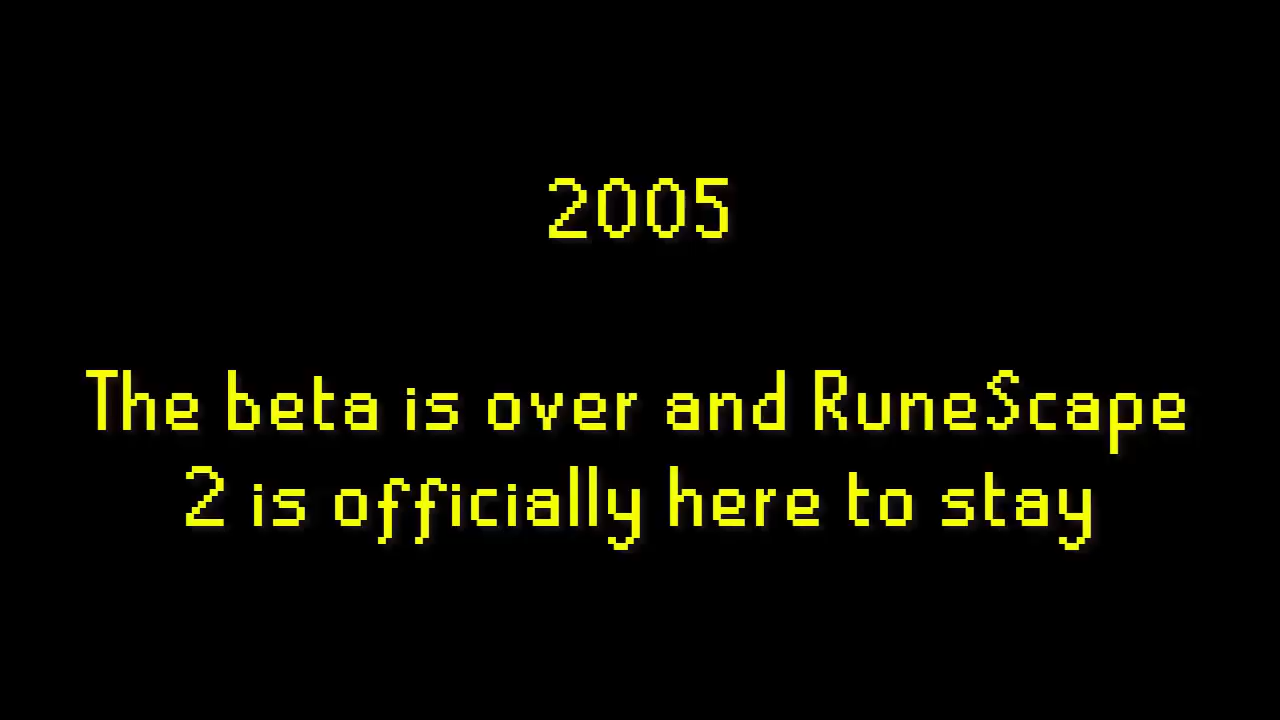 2005
The beta is over and RuneScape
2 is officially here to stay